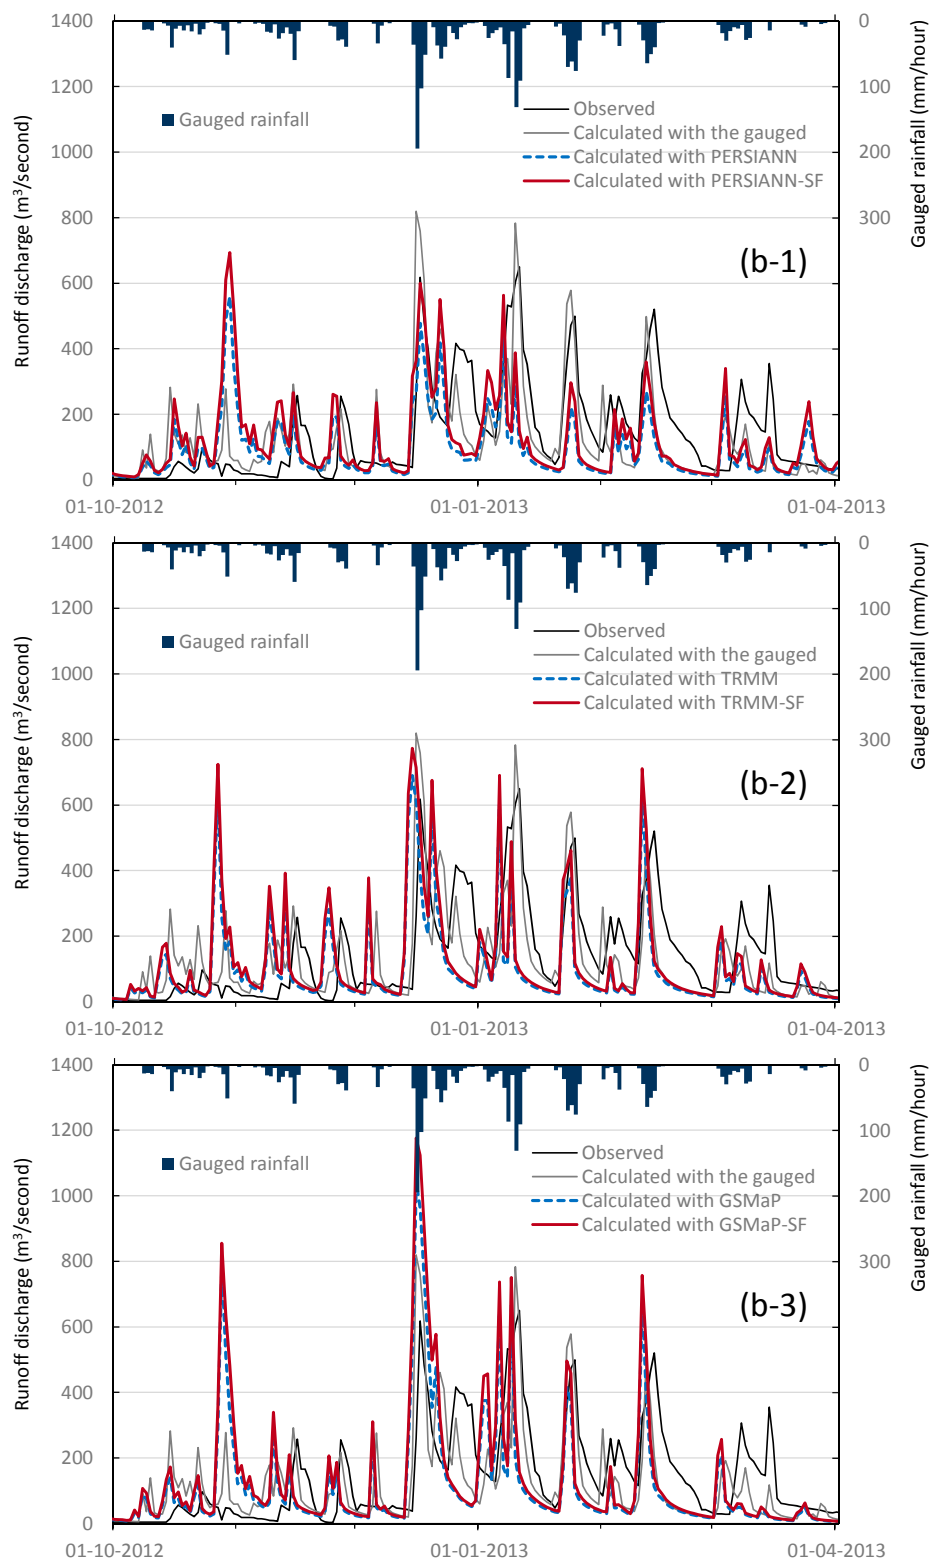 1400
1200
1000
800
600
400
200
0
Runoff discharge (m³/second)
0
100
200
300
Gauged rainfall (mm/hour)
Gauged rainfall
Observed
Calculated with the gauged
Calculated with PERSIANN
Calculated with PERSIANN-SF
(b-1)
01-10-2012
01-01-2013
01-04-2013
1400
1200
1000
800
600
400
200
0
Runoff discharge (m³/second)
0
100
200
300
Gauged rainfall (mm/hour)
Gauged rainfall
Observed
Calculated with the gauged
Calculated with TRMM
Calculated with TRMM-SF
(b-2)
01-10-2012
01-01-2013
01-04-2013
1400
1200
1000
800
600
400
200
0
Runoff discharge (m³/second)
0
100
200
300
Gauged rainfall (mm/hour)
Gauged rainfall
Observed
Calculated with the gauged
Calculated with GSMaP
Calculated with GSMaP-SF
(b-3)
01-10-2012
01-01-2013
01-04-2013